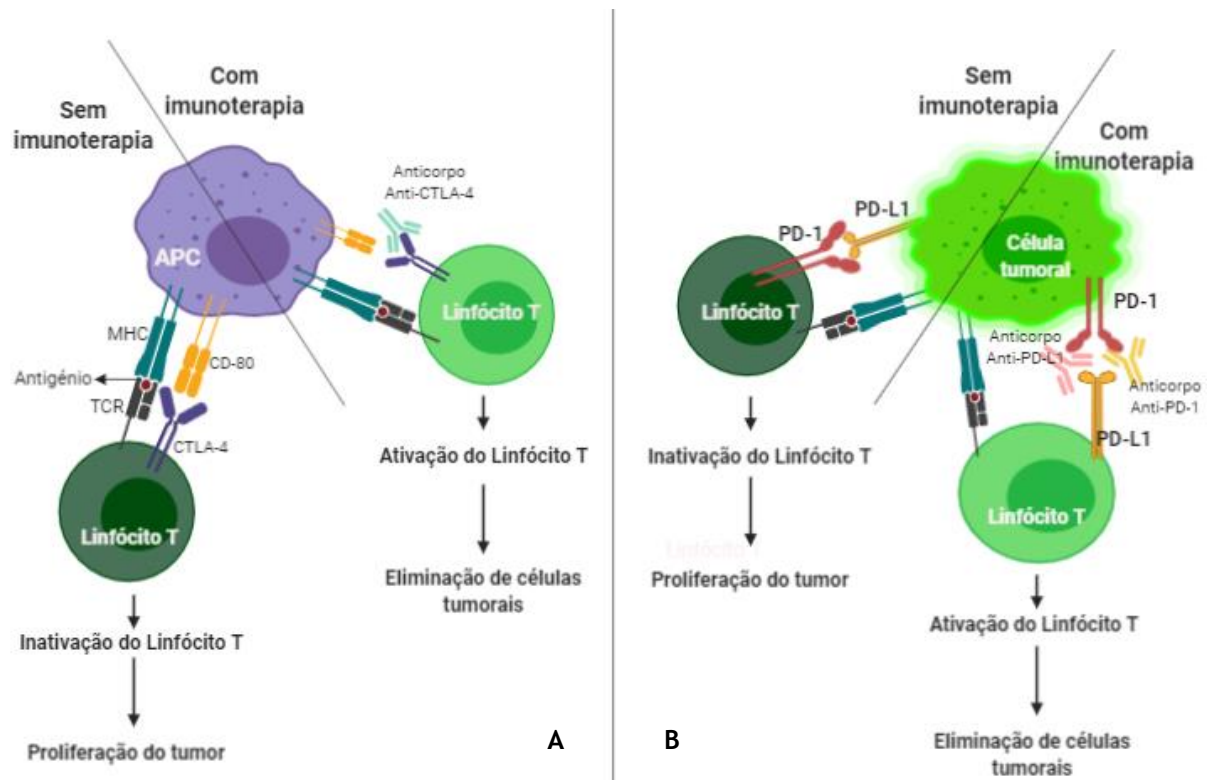 Sem
imunoterapia
Com
imunoterapia
Anticorpo
Anti-CTLA-4
APC
Linfócito T
MHC
CD-80
Antigénio
TCR
CTLA-4
Linfócito T
Ativação do Linfócito T
Eliminação de células
tumorais
Inativação do Linfócito T
Proliferação do tumor
A
Sem
imunoterapia
Com
imunoterapia
PD-L1
PD-1
Célula
tumoral
Linfócito T
PD-1
Anticorpo
Anti-PD-L1
Anticorpo
Anti-PD-1
PD-L1
Linfócito T
Inativação do Linfócito T
Linfócito T
Proliferação do tumor
Ativação do Linfócito T
Eliminação de células
tumorais
B